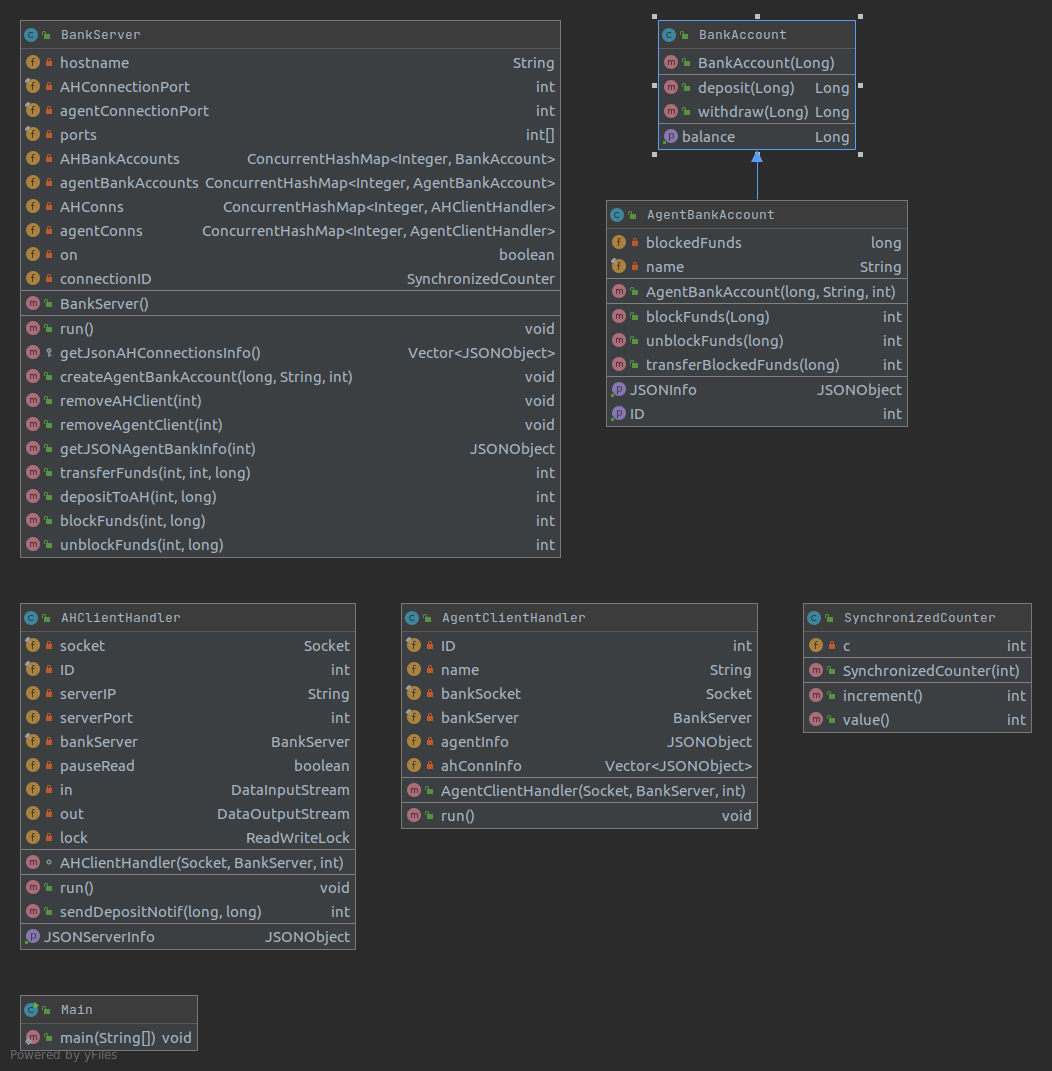 BankServer
hostname String
AHConnectionPort int
agentConnectionPort int
ports int[]
AHBankAccounts ConcurrentHashMap<Integer, BankAccount>
agentBankAccounts ConcurrentHashMap<Integer, AgentBankAccount>
AHConns ConcurrentHashMap<Integer, AHClientHandler>
agentConns ConcurrentHashMap<Integer, AgentClientHandler>
on boolean
connectionID SynchronizedCounter
BankServer()
run() void
getJsonAHConnectionsInfo() Vector<JSONObject>
createAgentBankAccount(long, String, int) void
removeAHClient(int) void
removeAgentClient(int) void
getJSONAgentBankInfo(int) JSONObject
transferFunds(int, int, long) int
depositToAH(int, long) int
blockFunds(int, long) int
unblockFunds(int, long) int
BankAccount
BankAccount(Long)
deposit(Long) Long
withdraw(Long) Long
balance Long
AgentBankAccount
blockedFunds long
name String
AgentBankAccount(long, String, int)
blockFunds(Long) int
unblockFunds(long) int
transferBlockedFunds(long) int
JSONInfo JSONObject
ID int
AHClientHandler
socket Socket
ID int
serverIP String
serverPort int
bankServer BankServer
pauseRead boolean
in DataInputStream
out DataOutputStream
lock ReadWriteLock
AHClientHandler(Socket, BankServer, int)
run() void
sendDepositNotif(long, long) int
JSONServerInfo JSONObject
AgentClientHandler
ID int
name String
bankSocket Socket
bankServer BankServer
agentInfo JSONObject
ahConnInfo Vector<JSONObject>
AgentClientHandler(Socket, BankServer, int)
run() void
SynchronizedCounter
c int
SynchronizedCounter(int)
increment() int
value() int
Main
main(String[]) void
Powered by yFiles